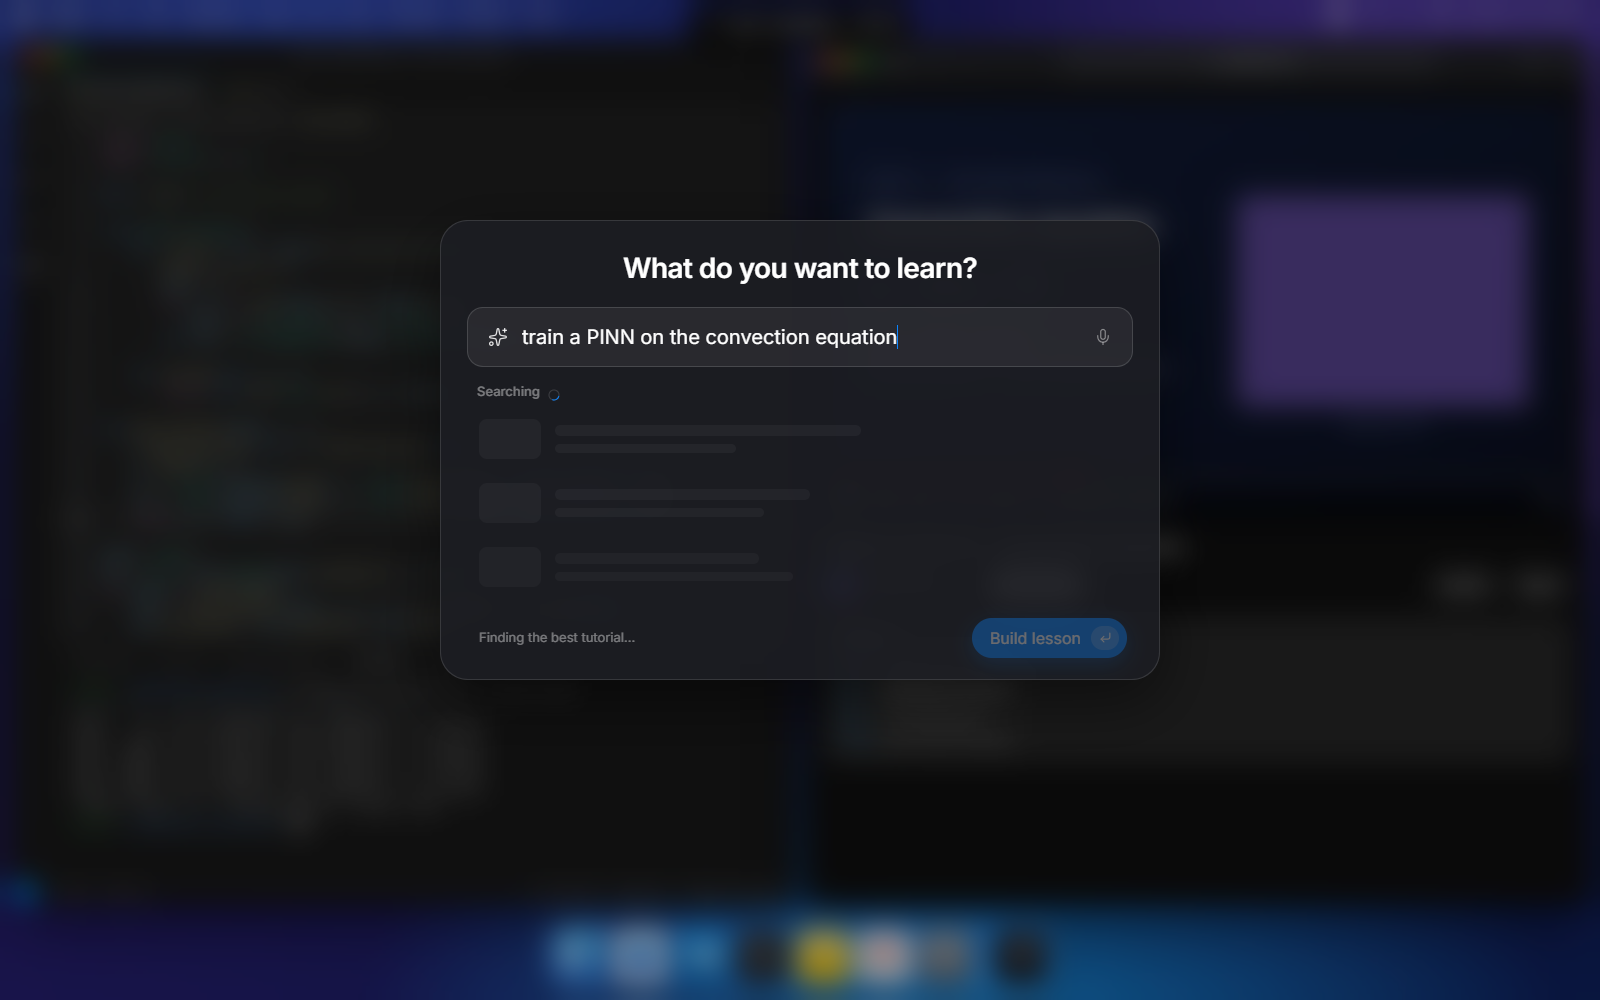 What do you want to learn?
train a PINN on the convection equation
Searching
Finding the best tutorial...
Build lesson